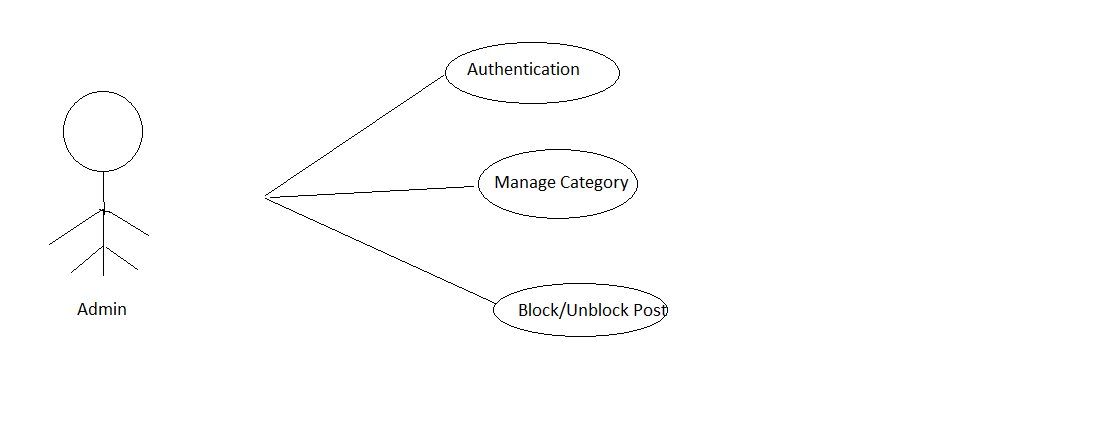 Authentication
Manage Category
Block/Unblock Post
Admin